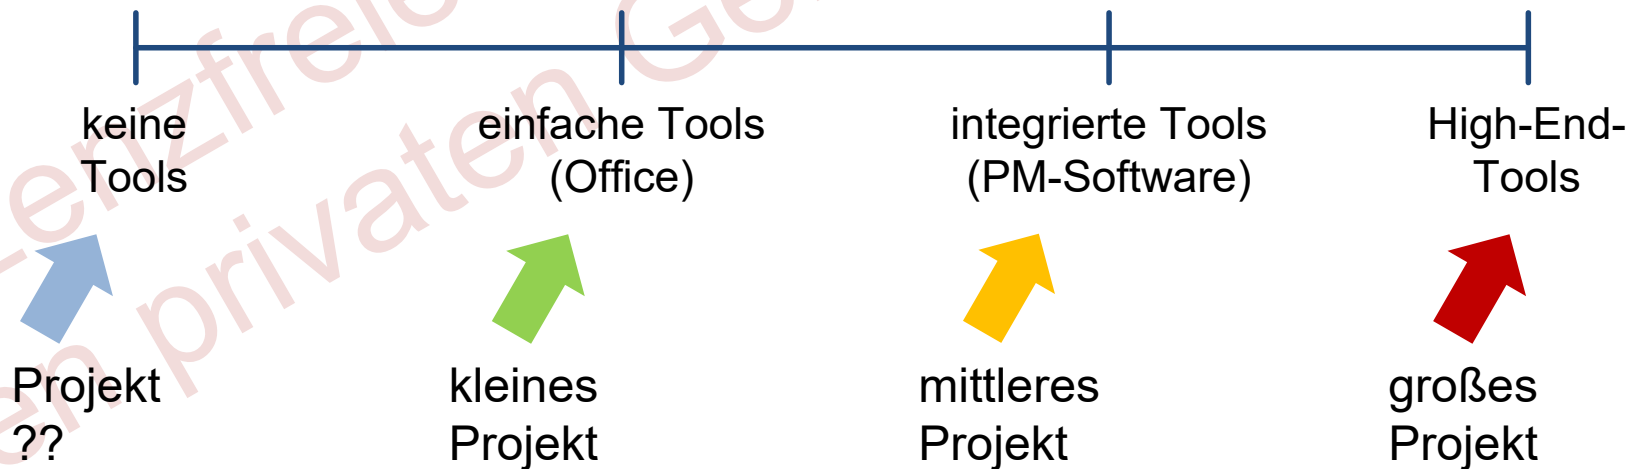 keine
Tools
einfache Tools
(Office)
integrierte Tools
(PM-Software)
High-End-
Tools
Projekt
??
kleines
Projekt
mittleres
Projekt
großes
Projekt
privaten